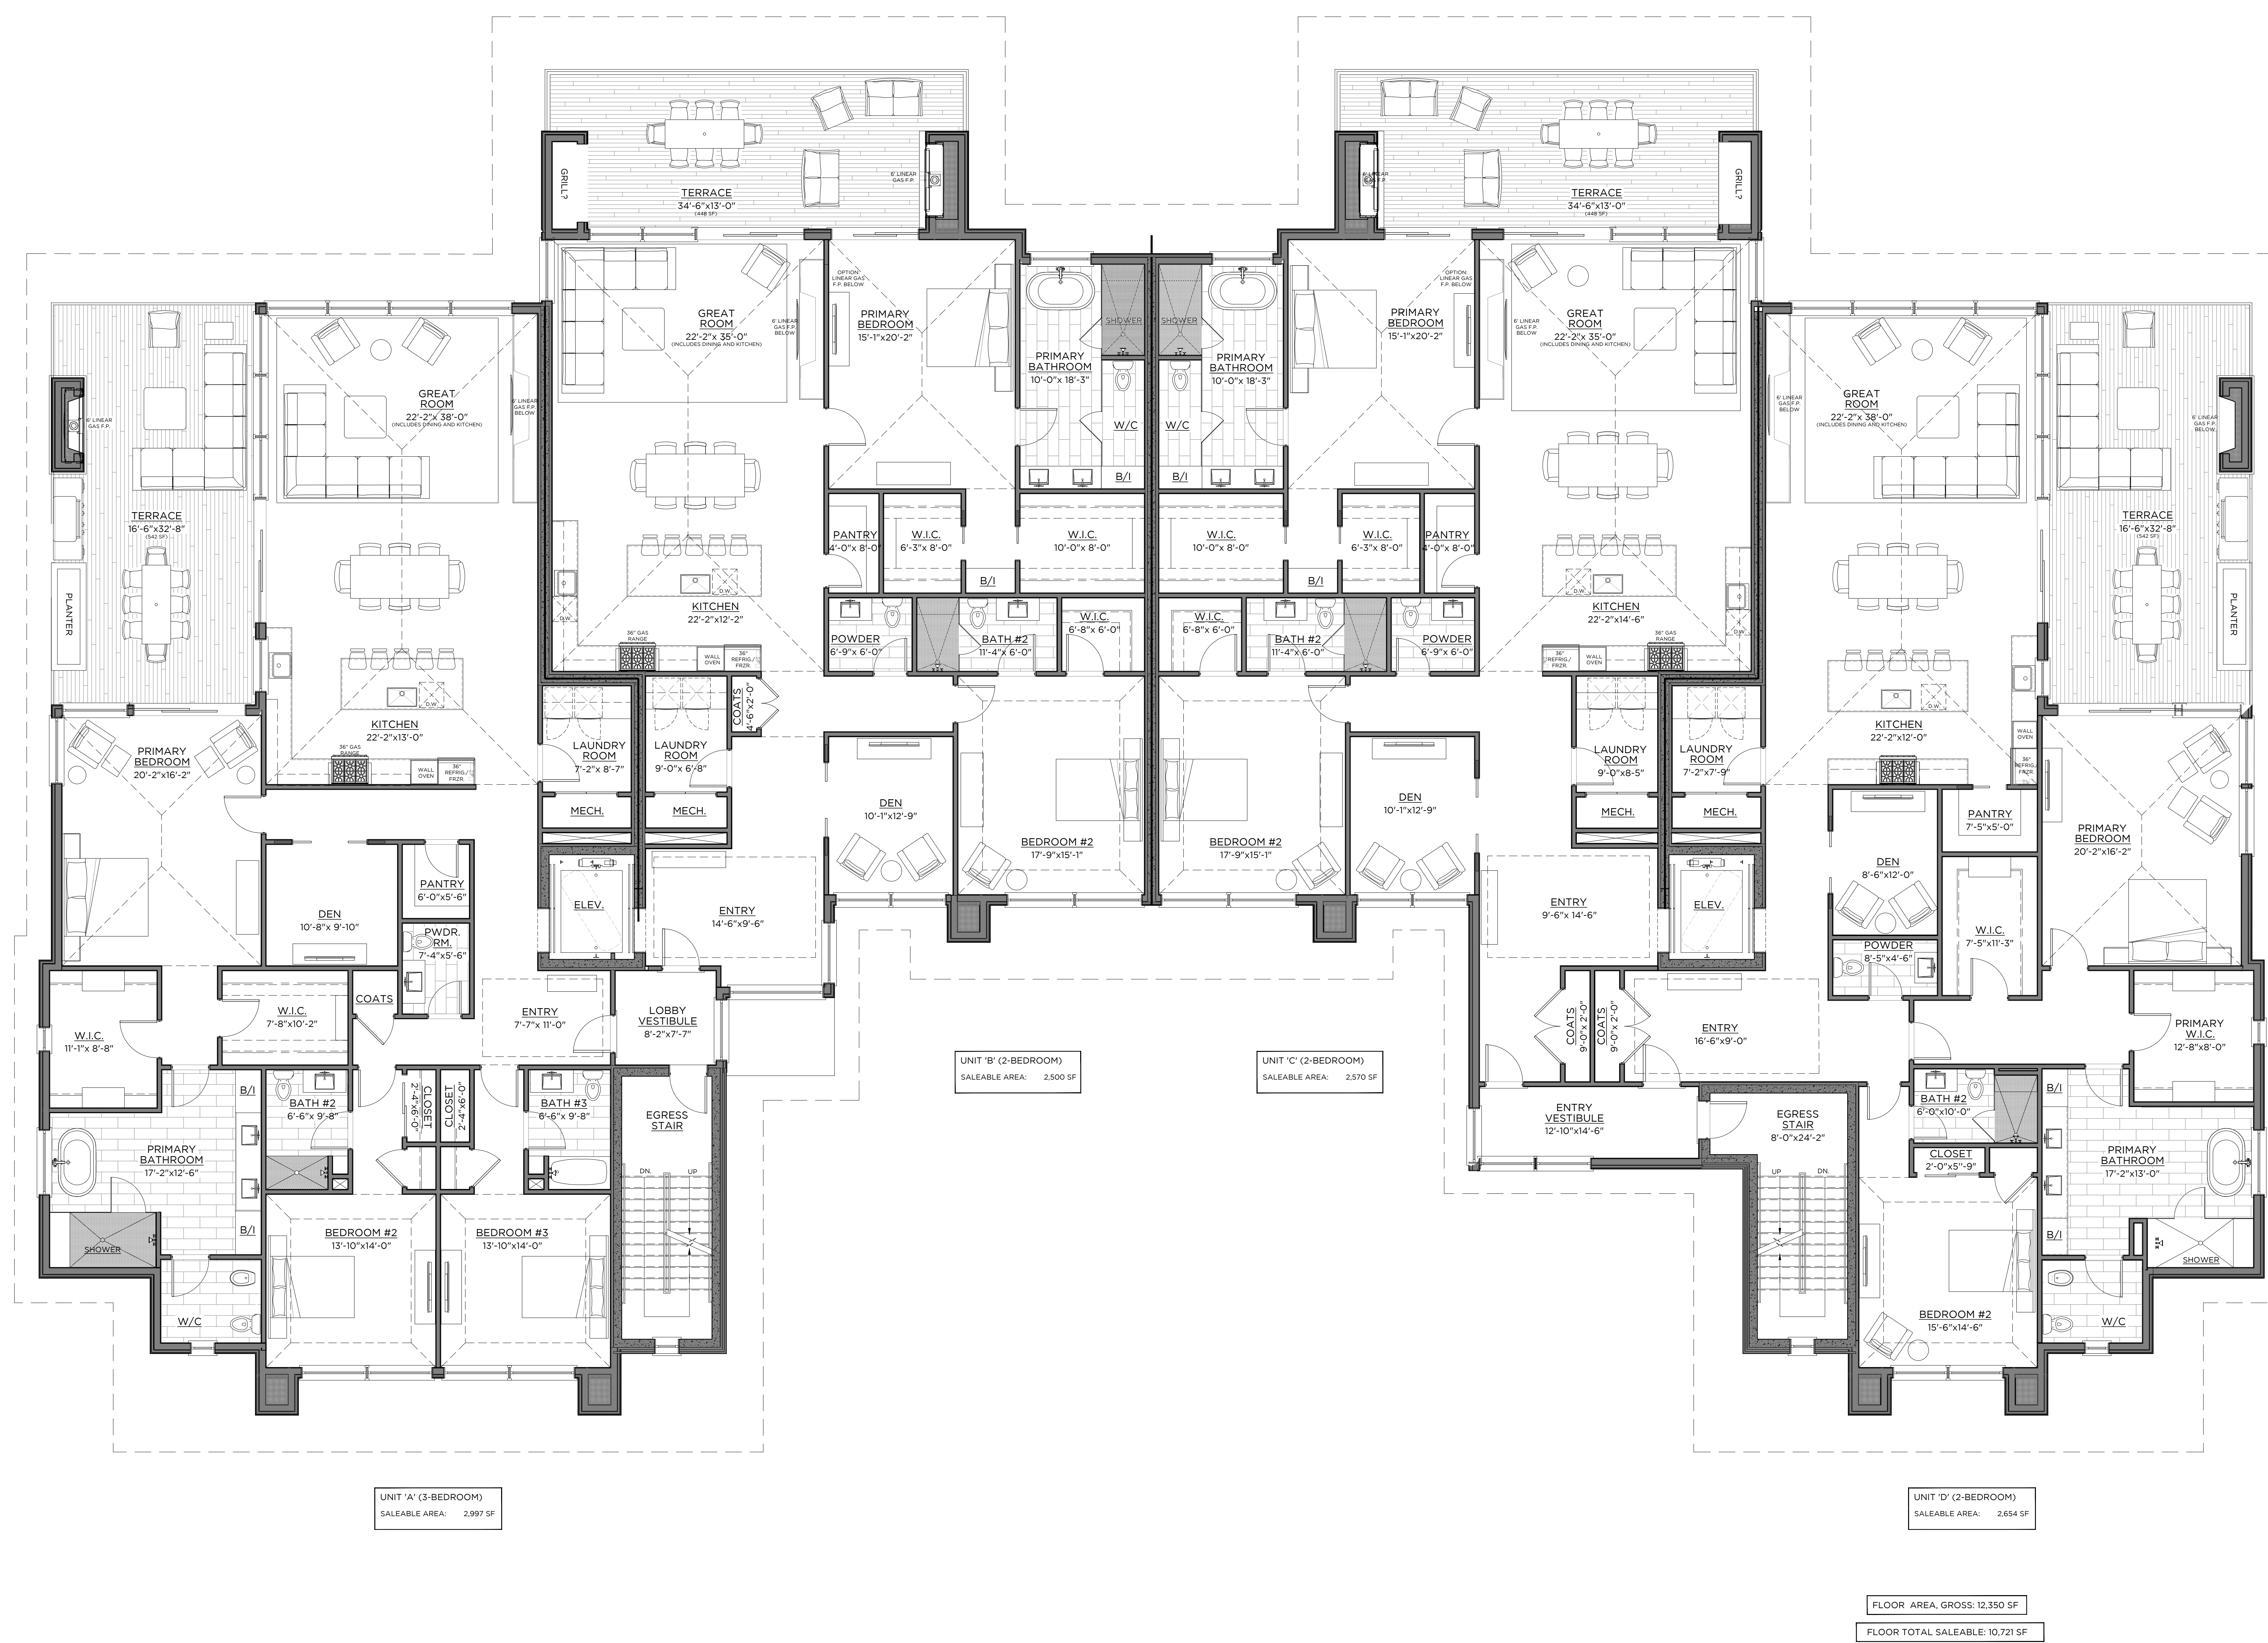 GRILL?
6' LINEAR
GAS F.P.
TERRACE
34'-6"x13'-0"
(448 SF)
6' LINEAR
GAS F.P.
TERRACE
34'-6"x13'-0"
(448 SF)
GRILL?
6' LINEAR
GAS F.P.
TERRACE
16'-6"x32'-8"
(542 SF)
PLANTER
GREAT
ROOM
22'-2"x 38'-0"
(INCLUDES DINING AND KITCHEN)
6' LINEAR
GAS F.P.
BELOW
D.W
KITCHEN
22'-2"x13'-0"
36" GAS
RANGE
WALL
OVEN
36"
REFRIG./
FRZR.
PRIMARY
BEDROOM
20'-2"x16'-2"
DEN
10'-8"x 9'-10"
PANTRY
6'-0"x5'-6"
PWDR.
RM.
7'-4"x5'-6"
COATS
W.I.C.
11'-1"x 8'-8"
W.I.C.
7'-8"x10'-2"
ENTRY
7'-7"x 11'-0"
LOBBY
VESTIBULE
8'-2"x7'-7"
B/I
BATH #2
6'-6"x 9'-8"
CLOSET
2'-4"x6'-0"
CLOSET
2'-4"x6'-0"
BATH #3
6'-6"x 9'-8"
EGRESS
STAIR
PRIMARY
BATHROOM
17'-2"x12'-6"
B/I
SHOWER
W/C
BEDROOM #2
13'-10"x14'-0"
BEDROOM #3
13'-10"x14'-0"
DN.
UP
GREAT
ROOM
22'-2"x 35'-0"
(INCLUDES DINING AND KITCHEN)
6' LINEAR
GAS F.P.
BELOW
OPTION:
LINEAR GAS
F.P. BELOW
PRIMARY
BEDROOM
15'-1"x20'-2"
SHOWER
PRIMARY
BATHROOM
10'-0"x 18'-3"
W/C
B/I
PANTRY
4'-0"x 8'-0"
W.I.C.
6'-3"x 8'-0"
W.I.C.
10'-0"x 8'-0"
B/I
D.W
D.W
KITCHEN
22'-2"x12'-2"
36" GAS
RANGE
WALL
OVEN
36"
REFRIG./
FRZR.
POWDER
6'-9"x 6'-0"
BATH #2
11'-4"x 6'-0"
W.I.C.
6'-8"x 6'-0"
COATS
4'-6"x2'-0"
LAUNDRY
ROOM
7'-2"x 8'-7"
LAUNDRY
ROOM
9'-0"x 6'-8"
MECH.
MECH.
ELEV.
ENTRY
14'-6"x9'-6"
DEN
10'-1"x12'-9"
BEDROOM #2
17'-9"x15'-1"
SHOWER
PRIMARY
BATHROOM
10'-0"x 18'-3"
W/C
B/I
OPTION:
LINEAR GAS
F.P. BELOW
PRIMARY
BEDROOM
15'-1"x20'-2"
6' LINEAR
GAS F.P.
BELOW
GREAT
ROOM
22'-2"x 35'-0"
(INCLUDES DINING AND KITCHEN)
W.I.C.
10'-0"x 8'-0"
B/I
W.I.C.
6'-3"x 8'-0"
PANTRY
4'-0"x 8'-0"
D.W
D.W
KITCHEN
22'-2"x14'-6"
36" GAS
RANGE
36"
REFRIG./
FRZR.
WALL
OVEN
W.I.C.
6'-8"x 6'-0"
BATH #2
11'-4"x 6'-0"
POWDER
6'-9"x 6'-0"
BEDROOM #2
17'-9"x15'-1"
DEN
10'-1"x12'-9"
LAUNDRY
ROOM
9'-0"x8-5"
LAUNDRY
ROOM
7'-2"x7'-9"
MECH.
MECH.
ENTRY
9'-6"x 14'-6"
ELEV.
COATS
9'-0"x 2'-0"
COATS
9'-0"x 2'-0"
ENTRY
16'-6"x9'-0"
ENTRY
VESTIBULE
12'-10"x14'-6"
EGRESS
STAIR
8'-0"x24'-2"
UP
DN.
6' LINEAR
GAS F.P.
BELOW
GREAT
ROOM
22'-2"x 38'-0"
(INCLUDES DINING AND KITCHEN)
6' LINEAR
GAS F.P.
BELOW
TERRACE
16'-6"x32'-8"
(542 SF)
PLANTER
D.W
KITCHEN
22'-2"x12'-0"
36" GAS
RANGE
WALL
OVEN
36"
REFRIG./
FRZR.
PANTRY
7'-5"x5'-0"
PRIMARY
BEDROOM
20'-2"x16'-2"
DEN
8'-6"x12'-0"
W.I.C.
7'-5"x11'-3"
POWDER
8'-5"x4'-6"
PRIMARY
W.I.C.
12'-8"x8'-0"
BATH #2
6'-0"x10'-0"
B/I
CLOSET
2'-0"x5"-9"
PRIMARY
BATHROOM
17'-2"x13'-0"
B/I
SHOWER
BEDROOM #2
15'-6"x14'-6"
W/C
UNIT 'B' (2-BEDROOM)
SALEABLE AREA: 2,500 SF
UNIT 'C' (2-BEDROOM)
SALEABLE AREA: 2,570 SF
UNIT 'A' (3-BEDROOM)
SALEABLE AREA: 2,997 SF
UNIT 'D' (2-BEDROOM)
SALEABLE AREA: 2,654 SF
FLOOR AREA, GROSS: 12,350 SF
FLOOR TOTAL SALEABLE: 10,721 SF